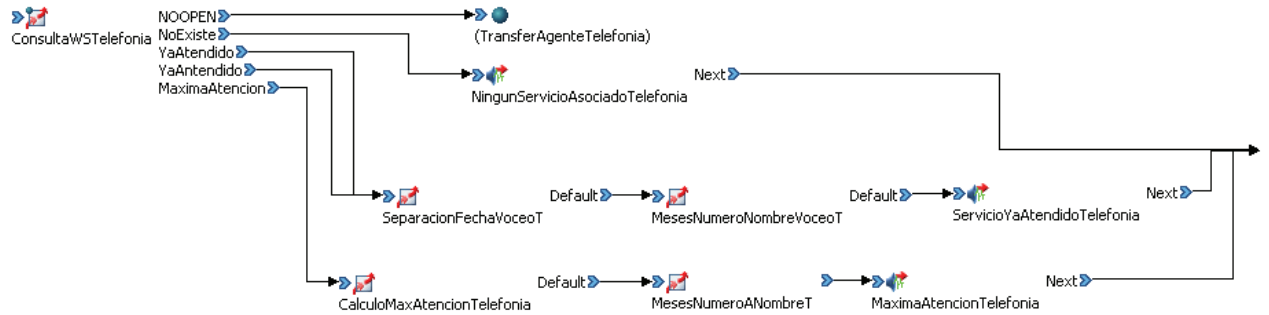 NOOPEN
ConsultaWSTelefonia
NoExiste
YaAtendido
YaAntendido
MaximaAtencion
(TransferAgenteTelefonia)
Next
NingunServicioAsociadoTelefonia
Default
Default
Next
SeparacionFechaVoceoT
MesesNumeroNombreVoceoT
ServicioYaAtendidoTelefonia
Default
Next
CalculoMaxAtencionTelefonia
MesesNumeroANombreT
MaximaAtencionTelefonia